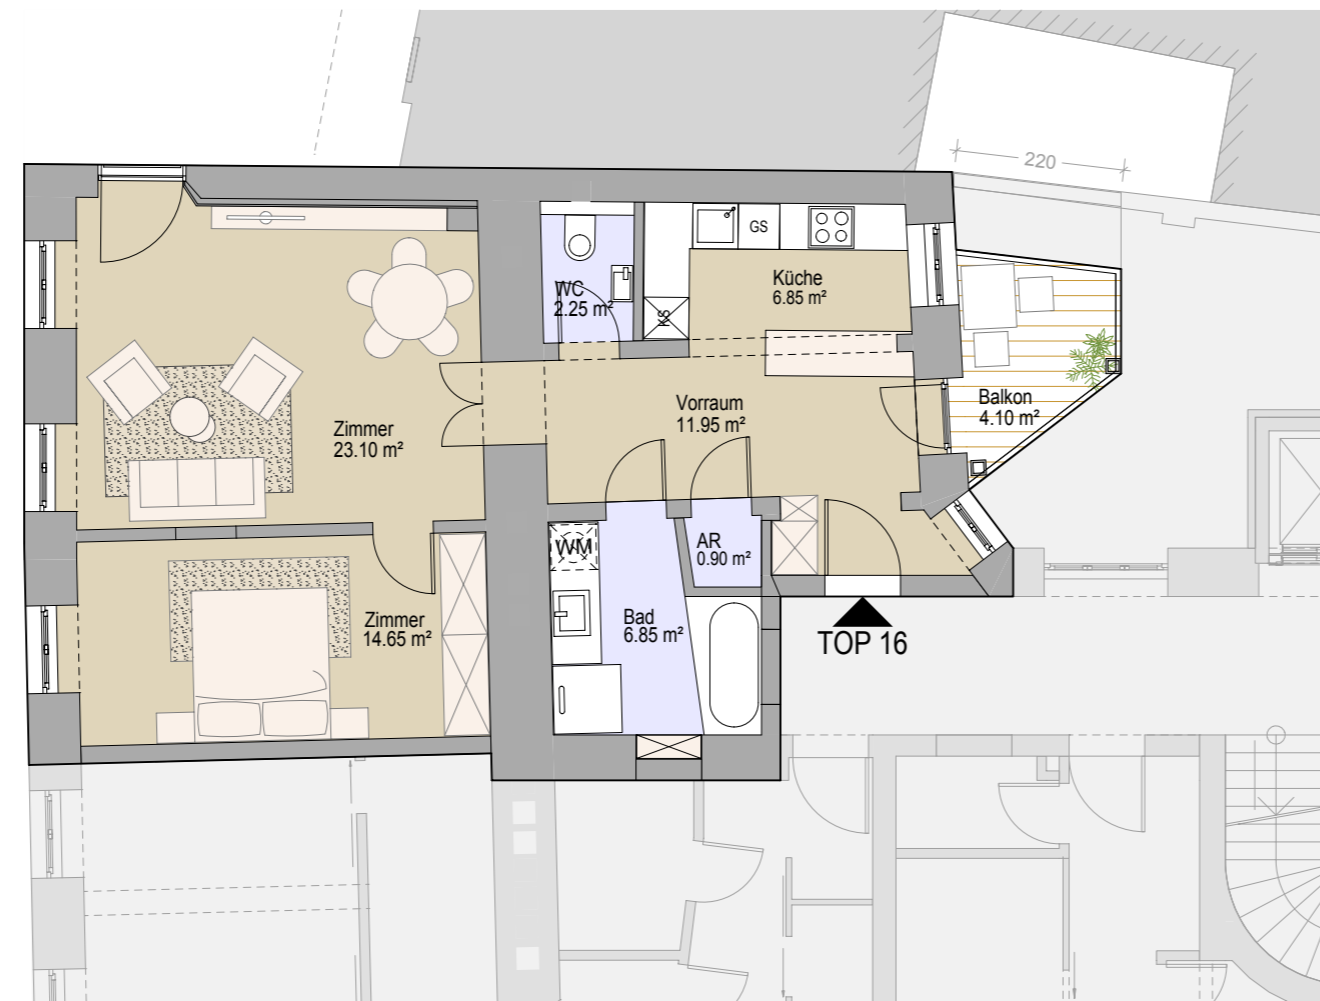 220
GS
Küche
6.85 m²
WC
2.25 m²
KS
Balkon
4.10 m²
Vorraum
11.95 m²
Zimmer
23.10 m²
WM
AR
0.90 m²
Zimmer
14.65 m²
Bad
6.85 m²
TOP 16